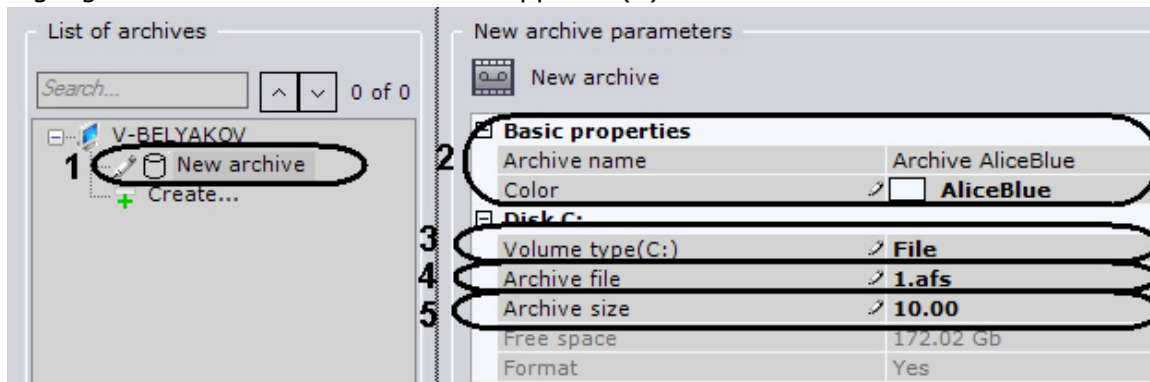 List of archives
Search...
0 of 0
V-BELYAKOV
1
New archive
Create...
New archive parameters
New archive
2
Basic properties
Archive name Archive AliceBlue
Color AliceBlue
Disk C:
3
Volume type(C:) File
4
Archive file 1.afs
5
Archive size 10.00
Free space 172.02 Gb
Format Yes